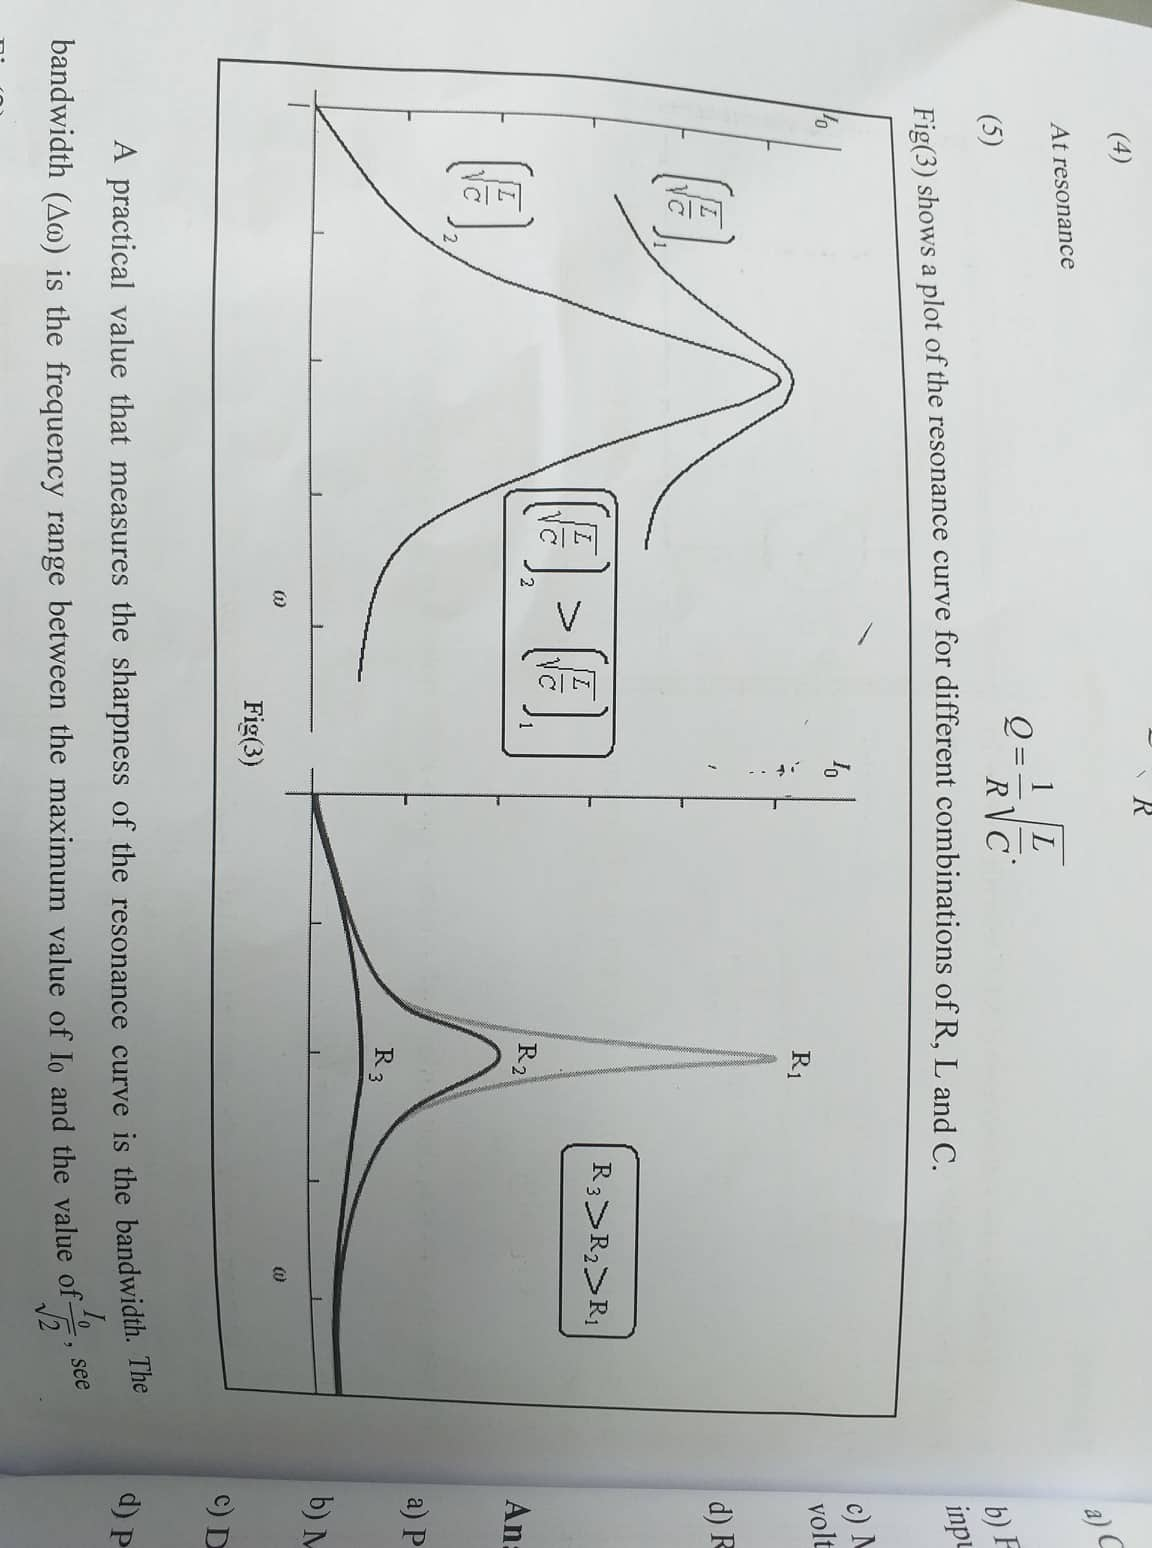 R
(4)
At resonance
Q = 1/R √(L/C).
(5)
Fig(3) shows a plot of the resonance curve for different combinations of R, L and C.
I₀
[√(L/C)]₁
[√(L/C)]₂
[√(L/C)]₂ > [√(L/C)]₁
ω
I₀
R₁
R₂
R₃
R₃>R₂>R₁
ω
Fig(3)
A practical value that measures the sharpness of the resonance curve is the bandwidth. The
bandwidth (Δω) is the frequency range between the maximum value of I₀ and the value of I₀/√2, see
a) C
b) F
inpu
c) M
volt
d) R
An
a) P
b) M
c) D
d) P